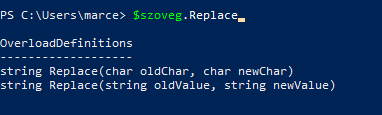 PS C:\Users\marce> $szoveg.Replace
OverloadDefinitions
-------------------
string Replace(char oldChar, char newChar)
string Replace(string oldValue, string newValue)